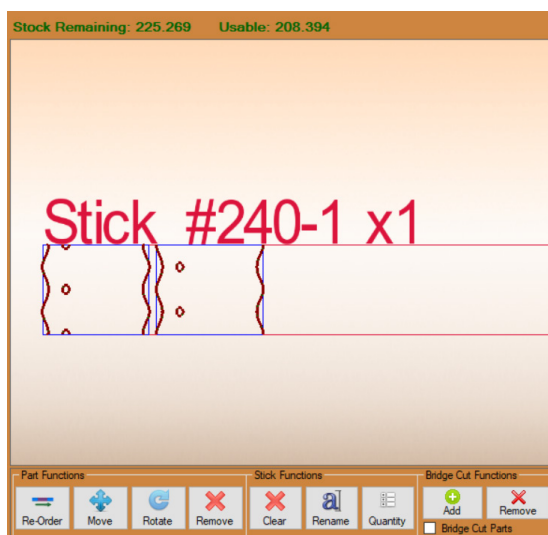 Stock Remaining: 225.269 Usable: 208.394
Stick #240-1 x1
Part Functions Stick Functions Bridge Cut Functions
Re-Order Move Rotate Remove Clear Rename Quantity Add Remove
Bridge Cut Parts